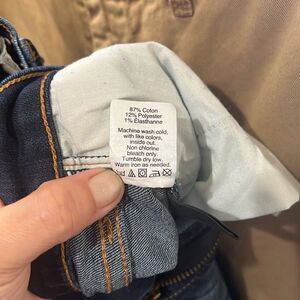 87% Coton
12% Polyester
1% Elasthanne
Machine wash cold,
with like colors,
inside out.
Non chlorine
bleach only.
Tumble dry low.
Warm iron as needed.